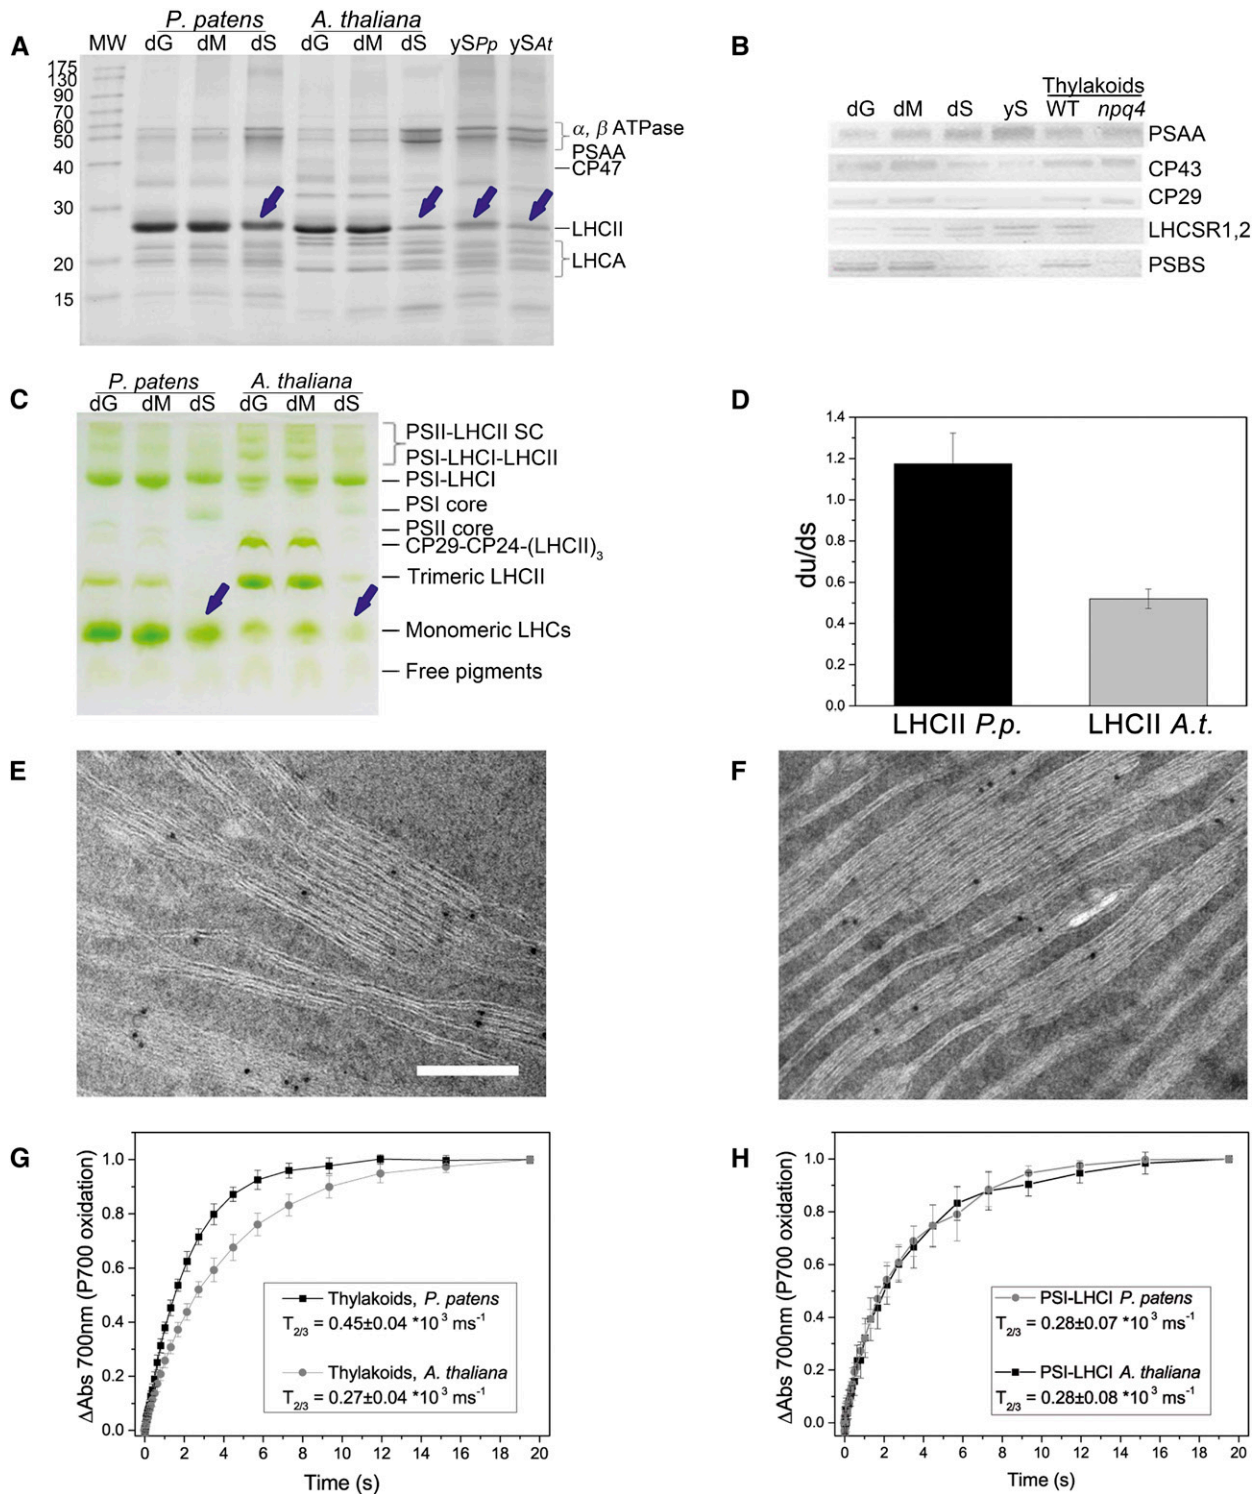 A
P. patens
A. thaliana
MW dG dM dS dG dM dS ySPp ySAt
175
130
90
70
60
50
40
30
20
15
α, β ATPase
PSAA
CP47
LHCII
LHCA
B
Thylakoids
dG dM dS yS WT npq4
PSAA
CP43
CP29
LHCSR1,2
PSBS
C
P. patens
A. thaliana
dG dM dS dG dM dS
PSII-LHCII SC
PSI-LHCI-LHCII
PSI-LHCI
PSI core
PSII core
CP29-CP24-(LHCII)3
Trimeric LHCII
Monomeric LHCs
Free pigments
D
du/ds
1.4
1.2
1.0
0.8
0.6
0.4
0.2
0.0
LHCII P.p. LHCII A.t.
E
F
G
ΔAbs 700nm (P700 oxidation)
1.0
0.8
0.6
0.4
0.2
0.0
Thylakoids, P. patens
T2/3 = 0.45±0.04 *10³ ms⁻¹
Thylakoids, A. thaliana
T2/3 = 0.27±0.04 *10³ ms⁻¹
0 2 4 6 8 10 12 14 16 18 20
Time (s)
H
ΔAbs 700nm (P700 oxidation)
1.0
0.8
0.6
0.4
0.2
0.0
PSI-LHCI P. patens
T2/3 = 0.28±0.07 *10³ ms⁻¹
PSI-LHCI A. thaliana
T2/3 = 0.28±0.08 *10³ ms⁻¹
0 2 4 6 8 10 12 14 16 18 20
Time (s)